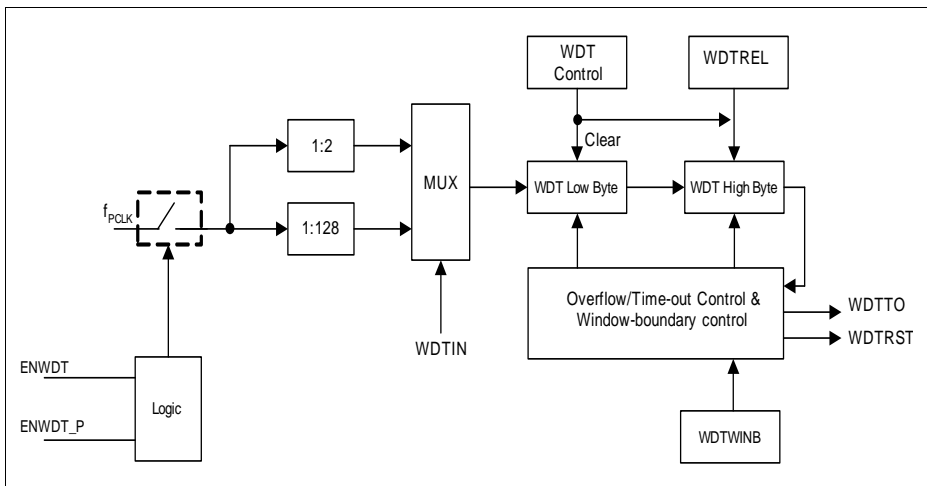 WDT
Control
WDTREL
Clear
1:2
MUX
WDT Low Byte
WDT High Byte
fPCLK
1:128
Overflow/Time-out Control &
Window-boundary control
WDTTO
WDTRST
WDTIN
ENWDT
Logic
ENWDT_P
WDTWINB